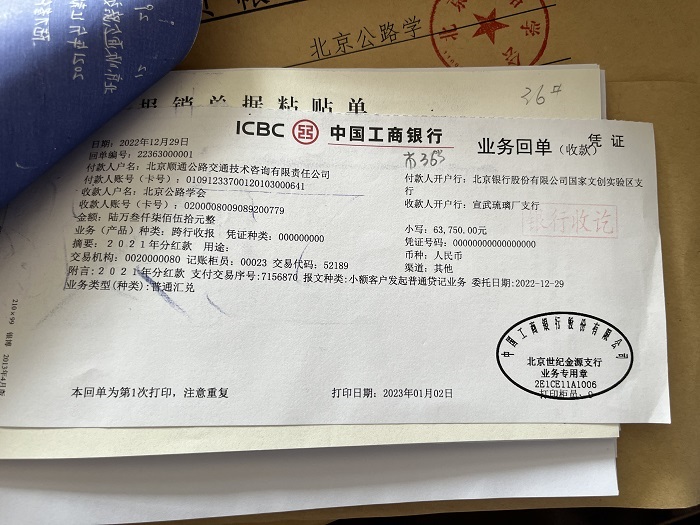 北京公路学
36#
报销单据粘贴单
ICBC 中国工商银行
业务回单（收款）
凭 证
市365
日期: 2022年12月29日
回单编号: 22363000001
付款人户名: 北京顺通公路交通技术咨询有限责任公司
付款人开户行: 北京银行股份有限公司国家文创实验区支行
付款人账号（卡号）: 01091233700120103000641
收款人户名: 北京公路学会
收款人开户行: 宣武琉璃厂支行
收款人账号（卡号）: 0200008009089200779
金额: 陆万叁仟柒佰伍拾元整
小写: 63,750.00元
银行收讫
业务（产品）种类: 跨行收报 凭证种类: 000000000
凭证号码: 00000000000000000
摘要: 2021年分红款 用途:
币种: 人民币
交易机构: 0020000080 记账柜员: 00023 交易代码: 52189
渠道: 其他
附言: 2021年分红款 支付交易序号: 7156870 报文种类: 小额客户发起普通贷记业务 委托日期: 2022-12-29
业务类型(种类): 普通汇兑
中国工商银行股份有限公司
北京世纪金源支行
业务专用章
2E1CE11A1006
本回单为第1次打印，注意重复
打印日期: 2023年01月02日
打印柜员: 9